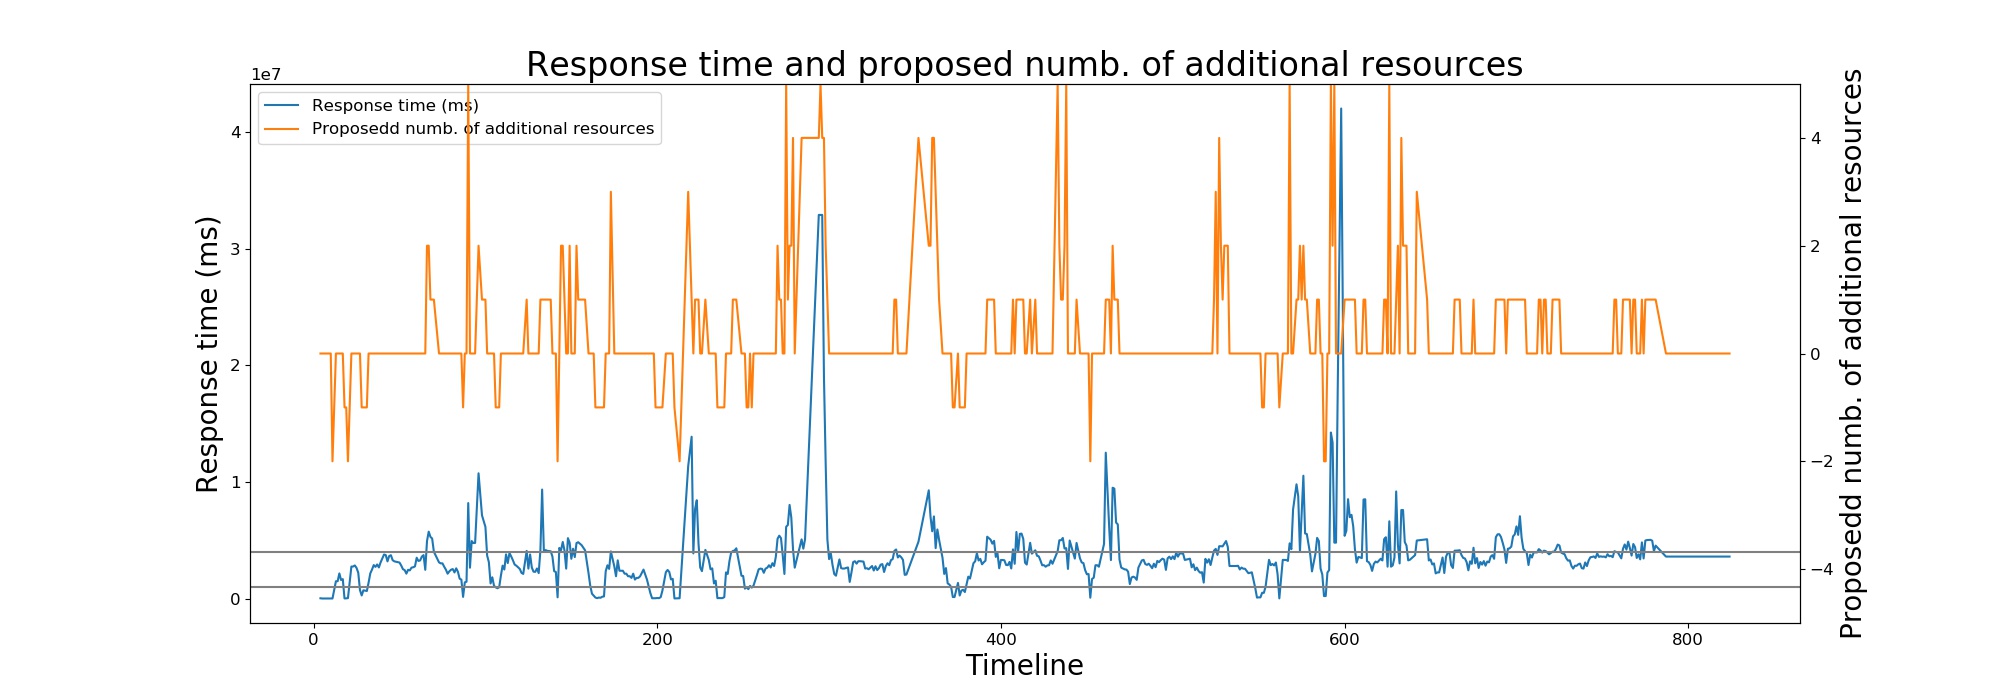 Response time and proposed numb. of additional resources
1e7
Response time (ms)
Proposedd numb. of additional resources
4
3
2
1
0
Response time (ms)
4
2
0
−2
−4
Proposedd numb. of additional resources
0
200
400
600
800
Timeline